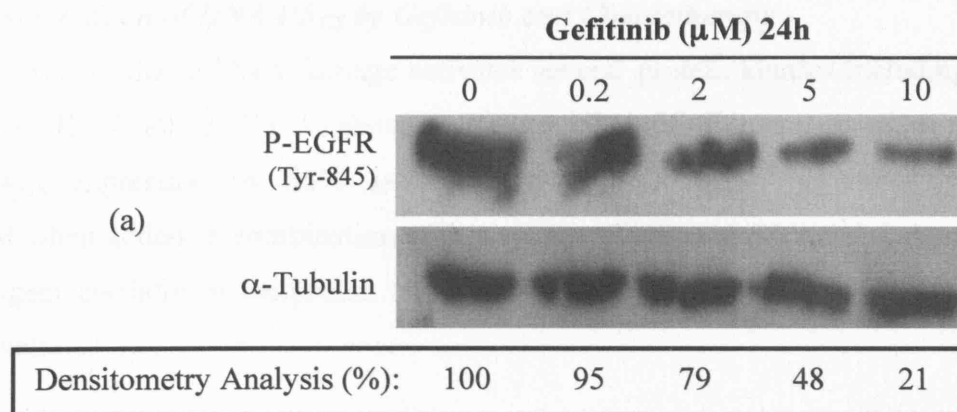 Gefitinib (μM) 24h
0 0.2 2 5 10
P-EGFR
(Tyr-845)
(a)
α-Tubulin
Densitometry Analysis (%): 100 95 79 48 21